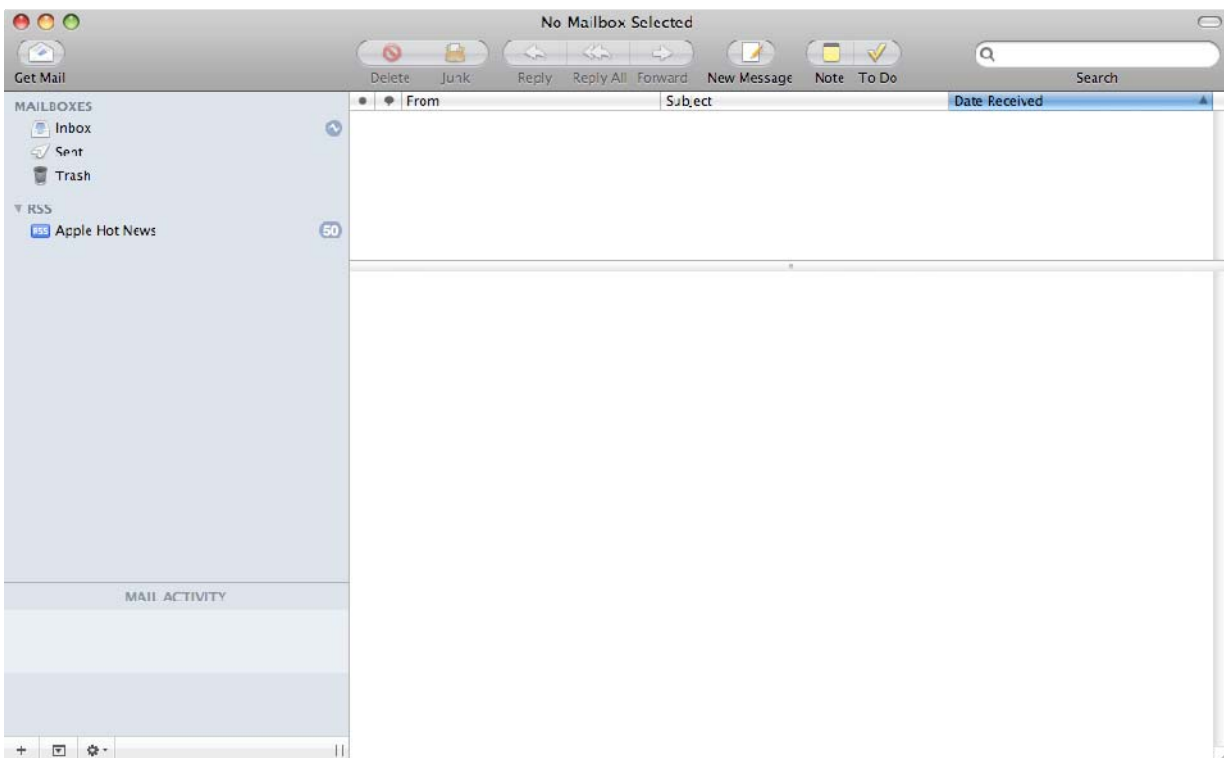 No Mailbox Selected
Get Mail
Delete Junk Reply Reply All Forward New Message Note To Do Search
MAILBOXES
Inbox
Sent
Trash
RSS
RSS Apple Hot News 50
From Subject Date Received
MAIL ACTIVITY